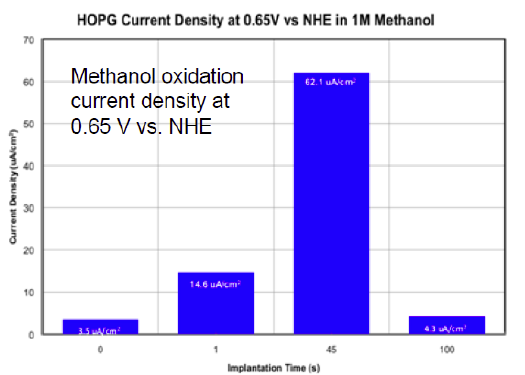 HOPG Current Density at 0.65V vs NHE in 1M Methanol
70
60
50
40
30
20
10
0
Current Density (uA/cm²)
Methanol oxidation
current density at
0.65 V vs. NHE
3.5 uA/cm²
14.6 uA/cm²
62.1 uA/cm²
4.3 uA/cm²
0
1
45
100
Implantation Time (s)